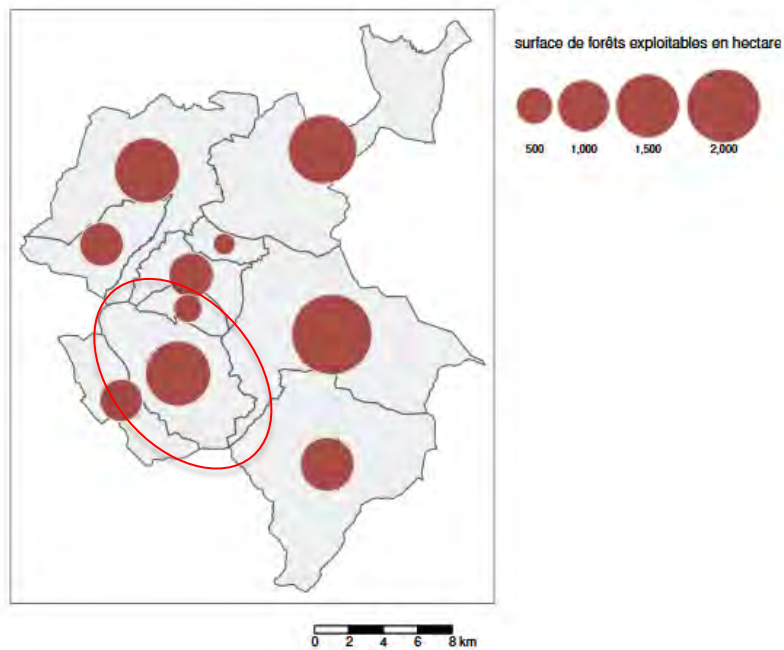 surface de forêts exploitables en hectare
500 1,000 1,500 2,000
0 2 4 6 8 km